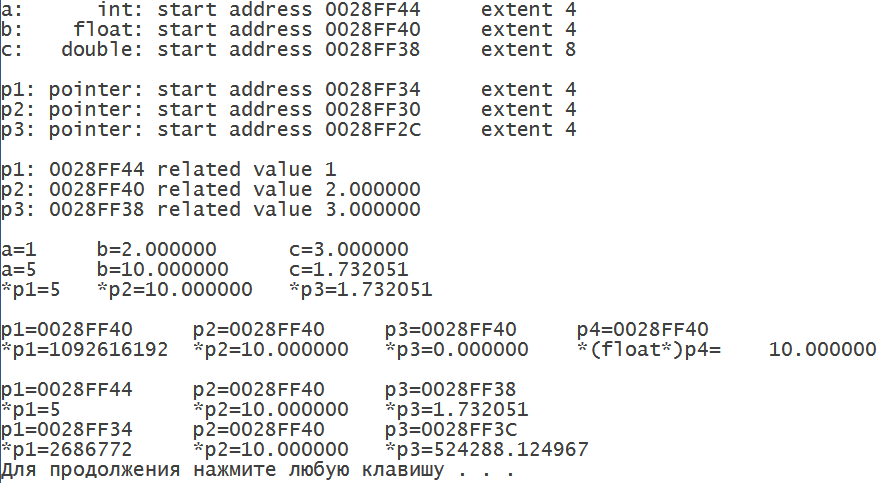 a:       int: start address 0028FF44     extent 4
b:     float: start address 0028FF40     extent 4
c:    double: start address 0028FF38     extent 8
p1: pointer: start address 0028FF34     extent 4
p2: pointer: start address 0028FF30     extent 4
p3: pointer: start address 0028FF2C     extent 4
p1: 0028FF44 related value 1
p2: 0028FF40 related value 2.000000
p3: 0028FF38 related value 3.000000
a=1     b=2.000000      c=3.000000
a=5     b=10.000000     c=1.732051
*p1=5   *p2=10.000000   *p3=1.732051
p1=0028FF40     p2=0028FF40     p3=0028FF40     p4=0028FF40
*p1=1092616192  *p2=10.000000   *p3=0.000000    *(float*)p4=    10.000000
p1=0028FF44     p2=0028FF40     p3=0028FF38
*p1=5           *p2=10.000000   *p3=1.732051
p1=0028FF34     p2=0028FF40     p3=0028FF3C
*p1=2686772     *p2=10.000000   *p3=524288.124967
Для продолжения нажмите любую клавишу . . .